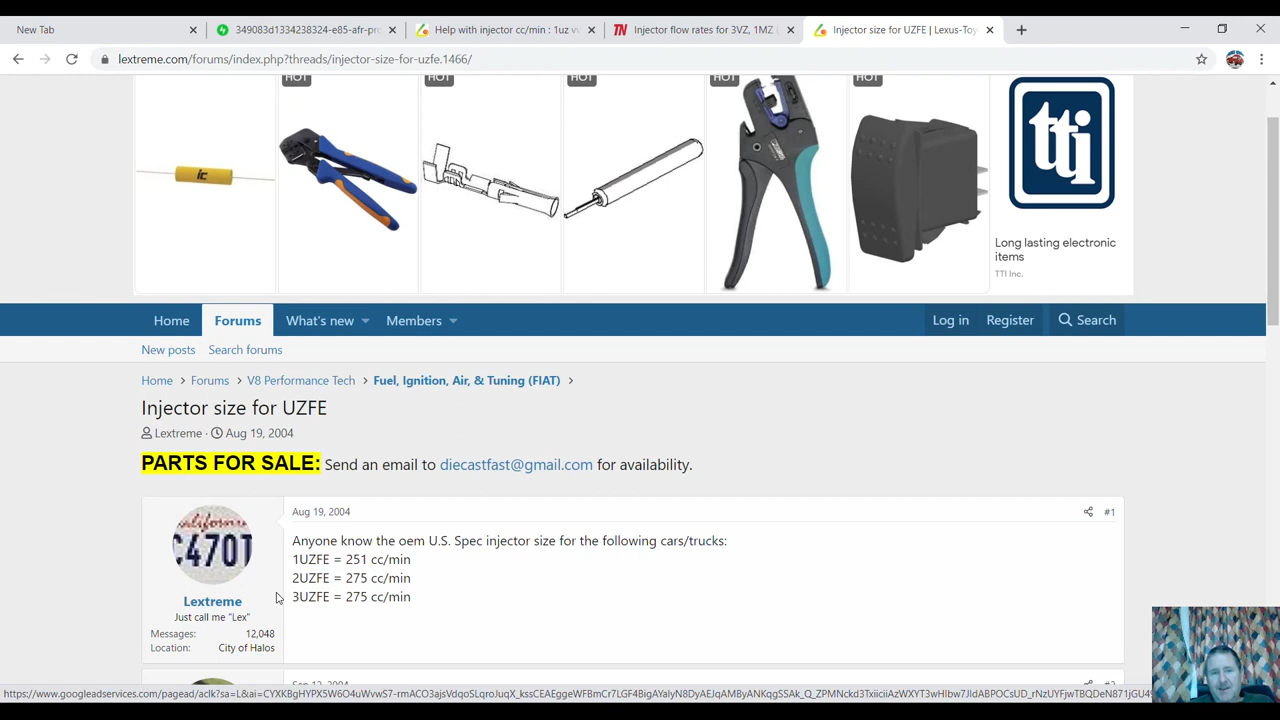 New Tab
349083d1334238324-e85-afr-pr
Help with injector cc/min : 1uz v
Injector flow rates for 3VZ, 1MZ
Injector size for UZFE | Lexus-Toy
lextreme.com/forums/index.php?threads/injector-size-for-uzfe.1466/
HOT
HOT
HOT
HOT
HOT
ic
tti
Long lasting electronic
items
TTI Inc.
Home
Forums
What's new
Members
Log in
Register
Search
New posts
Search forums
Home > Forums > V8 Performance Tech > Fuel, Ignition, Air, & Tuning (FIAT) >
Injector size for UZFE
Lextreme · Aug 19, 2004
PARTS FOR SALE: Send an email to diecastfast@gmail.com for availability.
Aug 19, 2004
#1
Anyone know the oem U.S. Spec injector size for the following cars/trucks:
1UZFE = 251 cc/min
2UZFE = 275 cc/min
3UZFE = 275 cc/min
California
C4701
Lextreme
Just call me "Lex"
Messages: 12,048
Location: City of Halos